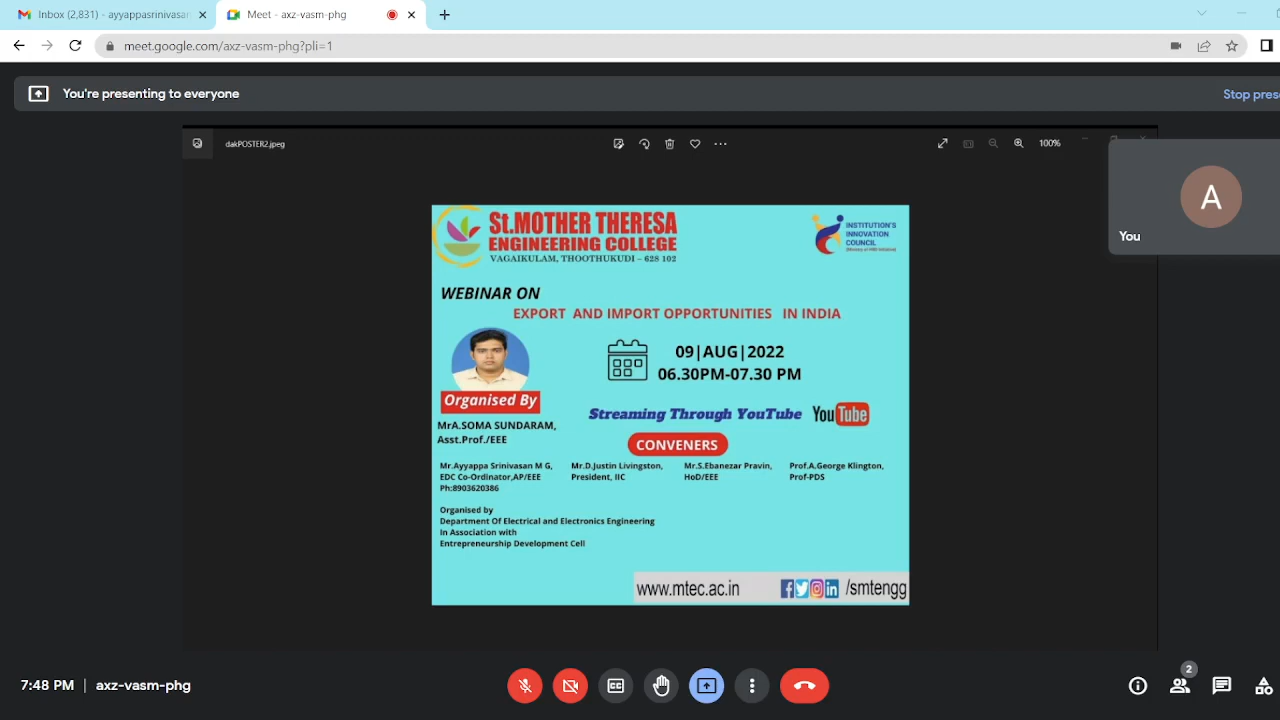 Inbox (2,831) - ayyappasrinivasan
Meet - axz-vasm-phg
meet.google.com/axz-vasm-phg?pli=1
You're presenting to everyone
Stop pres
dakPOSTER2.jpeg
100%
A
You
St.MOTHER THERESA
ENGINEERING COLLEGE
VAGAIKULAM, THOOTHUKUDI – 628 102
INSTITUTION'S
INNOVATION
COUNCIL
(Ministry of HRD Initiative)
WEBINAR ON
EXPORT AND IMPORT OPPORTUNITIES IN INDIA
09|AUG|2022
06.30PM-07.30 PM
Organised By
Streaming Through YouTube YouTube
MrA.SOMA SUNDARAM,
Asst.Prof./EEE
CONVENERS
Mr.Ayyappa Srinivasan M G,
EDC Co-Ordinator,AP/EEE
Ph:8903620386
Mr.D.Justin Livingston,
President, IIC
Mr.S.Ebanezar Pravin,
HoD/EEE
Prof.A.George Klington,
Prof-PDS
Organised by
Department Of Electrical and Electronics Engineering
In Association with
Entrepreneurship Development Cell
www.mtec.ac.in
/smtengg
7:48 PM | axz-vasm-phg
2